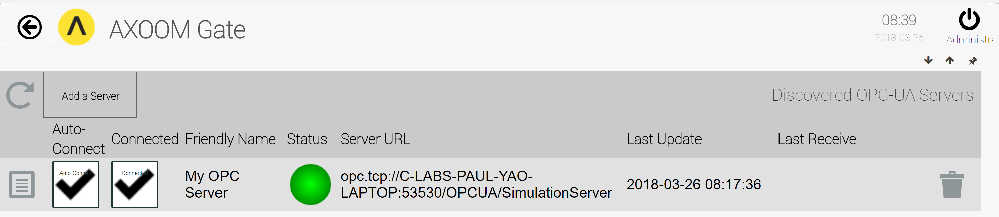 AXOOM Gate
08:39
2018-03-26
Administra
Add a Server
Discovered OPC-UA Servers
Auto-
Connect
Connected
Friendly Name
Status
Server URL
Last Update
Last Receive
Auto-Connect
Connected
My OPC
Server
opc.tcp://C-LABS-PAUL-YAO-
LAPTOP:53530/OPCUA/SimulationServer
2018-03-26 08:17:36